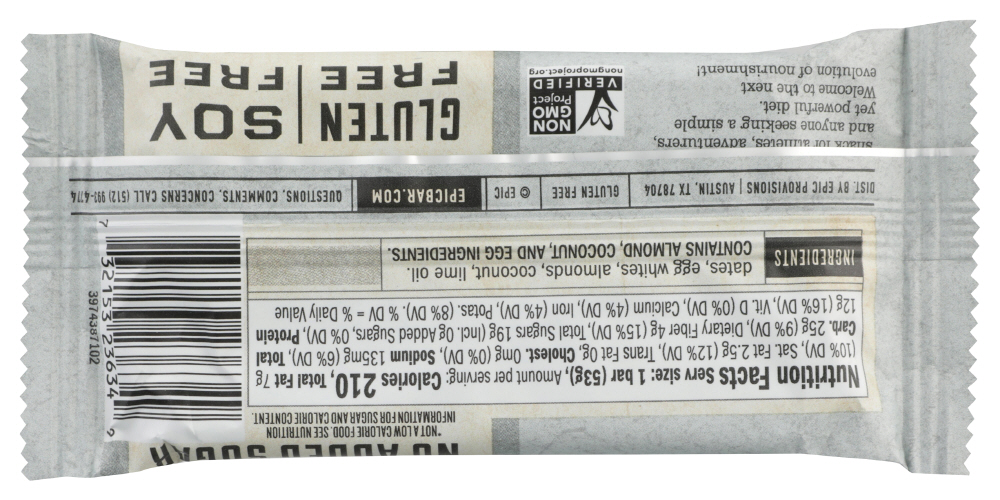 NO ADDED SUGAR
*NOT A LOW CALORIE FOOD. SEE NUTRITION
INFORMATION FOR SUGAR AND CALORIE CONTENT.
Nutrition Facts Serv size: 1 bar (53g), Amount per serving: Calories 210, Total Fat 7g
(10% DV), Sat. Fat 2.5g (12% DV), Trans Fat 0g, Cholest. 0mg (0% DV), Sodium 135mg (6% DV), Total
Carb. 25g (9% DV), Dietary Fiber 4g (15% DV), Total Sugars 19g (Incl. 0g Added Sugars, 0% DV), Protein
12g (16% DV), Vit. D (0% DV), Calcium (4% DV), Iron (4% DV), Potas. (8% DV). % DV = % Daily Value
INGREDIENTS
dates, egg whites, almonds, coconut, lime oil.
CONTAINS ALMOND, COCONUT, AND EGG INGREDIENTS.
7 32153 23634 9
3974387102
DIST. BY EPIC PROVISIONS | AUSTIN, TX 78704
GLUTEN FREE
© EPIC
EPICBAR.COM
QUESTIONS, COMMENTS, CONCERNS CALL (512) 993-4774
snack for athletes, adventurers,
and anyone seeking a simple
yet powerful diet.
Welcome to the next
evolution of nourishment!
NON
GMO
Project
VERIFIED
nongmoproject.org
GLUTEN
FREE
SOY
FREE